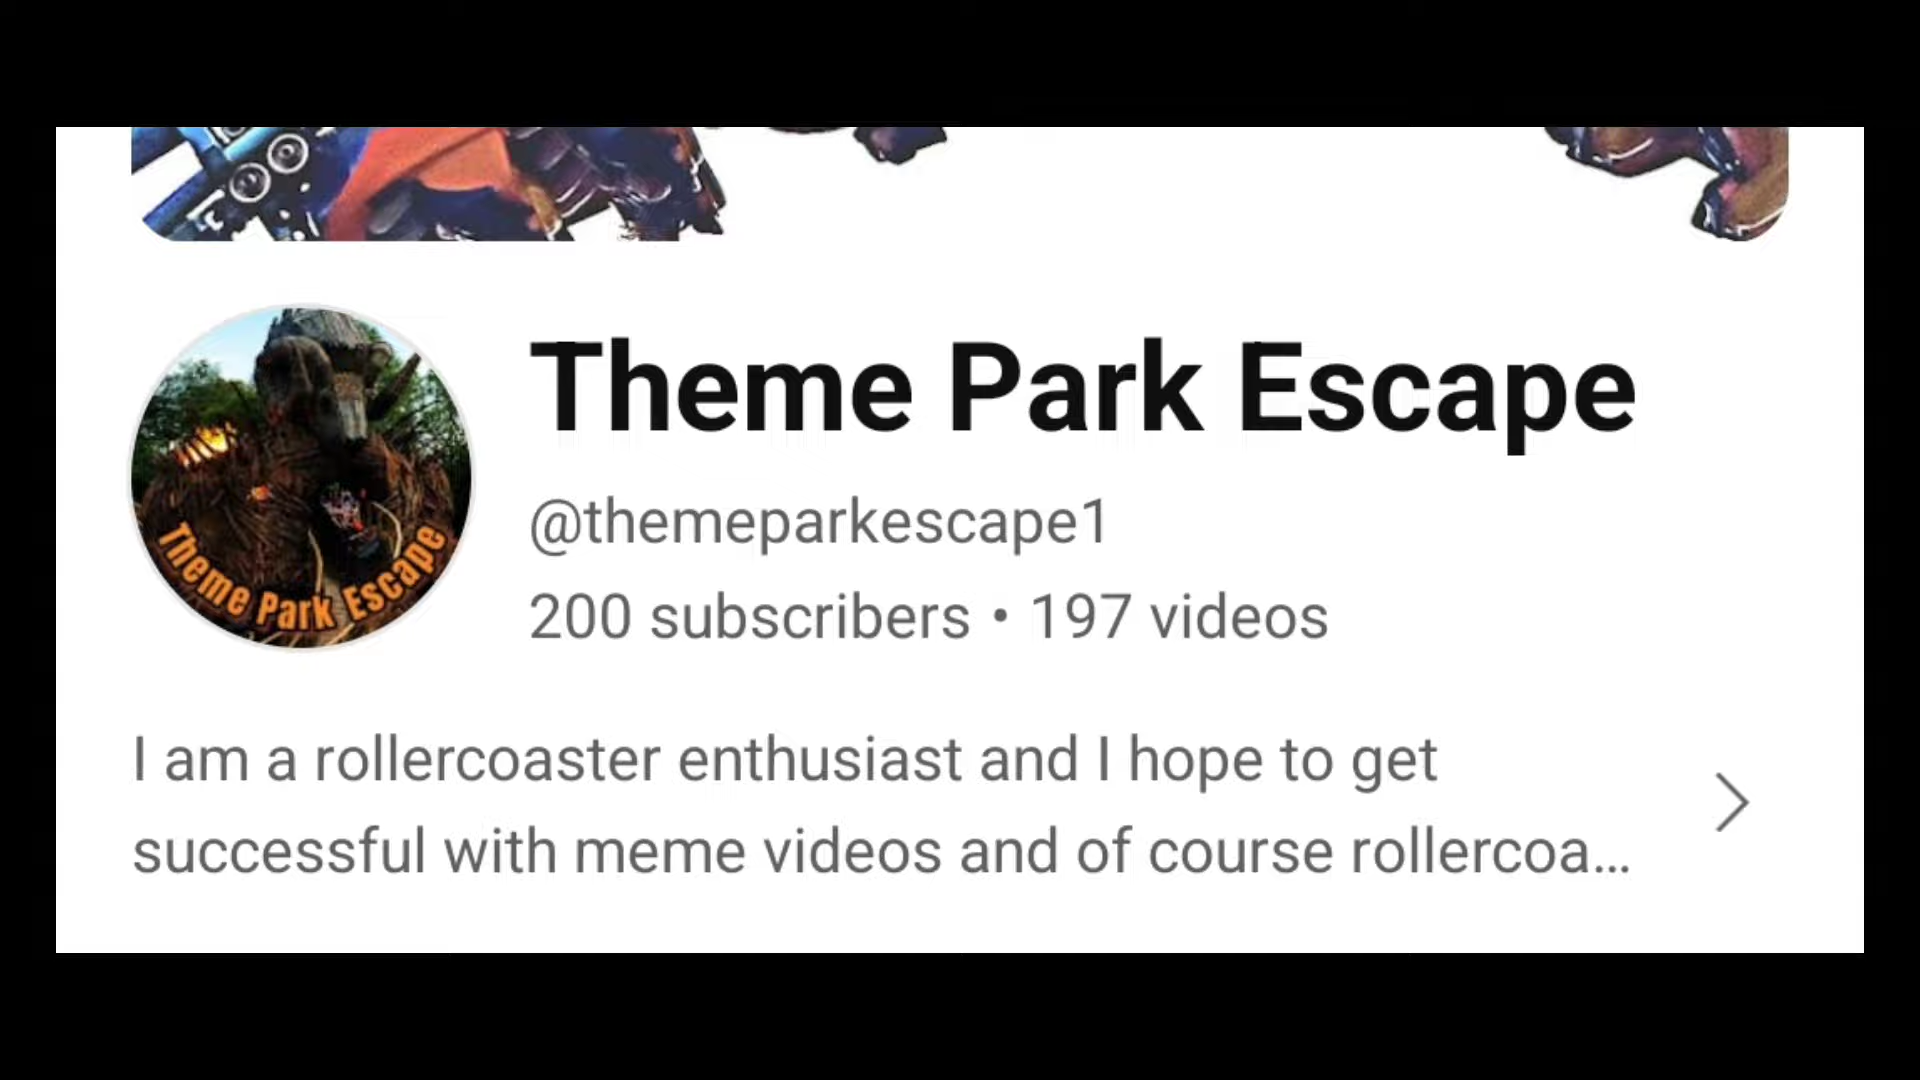 Theme Park Escape
@themeparkescape1
200 subscribers • 197 videos
Theme Park Escape
I am a rollercoaster enthusiast and I hope to get
successful with meme videos and of course rollercoa...